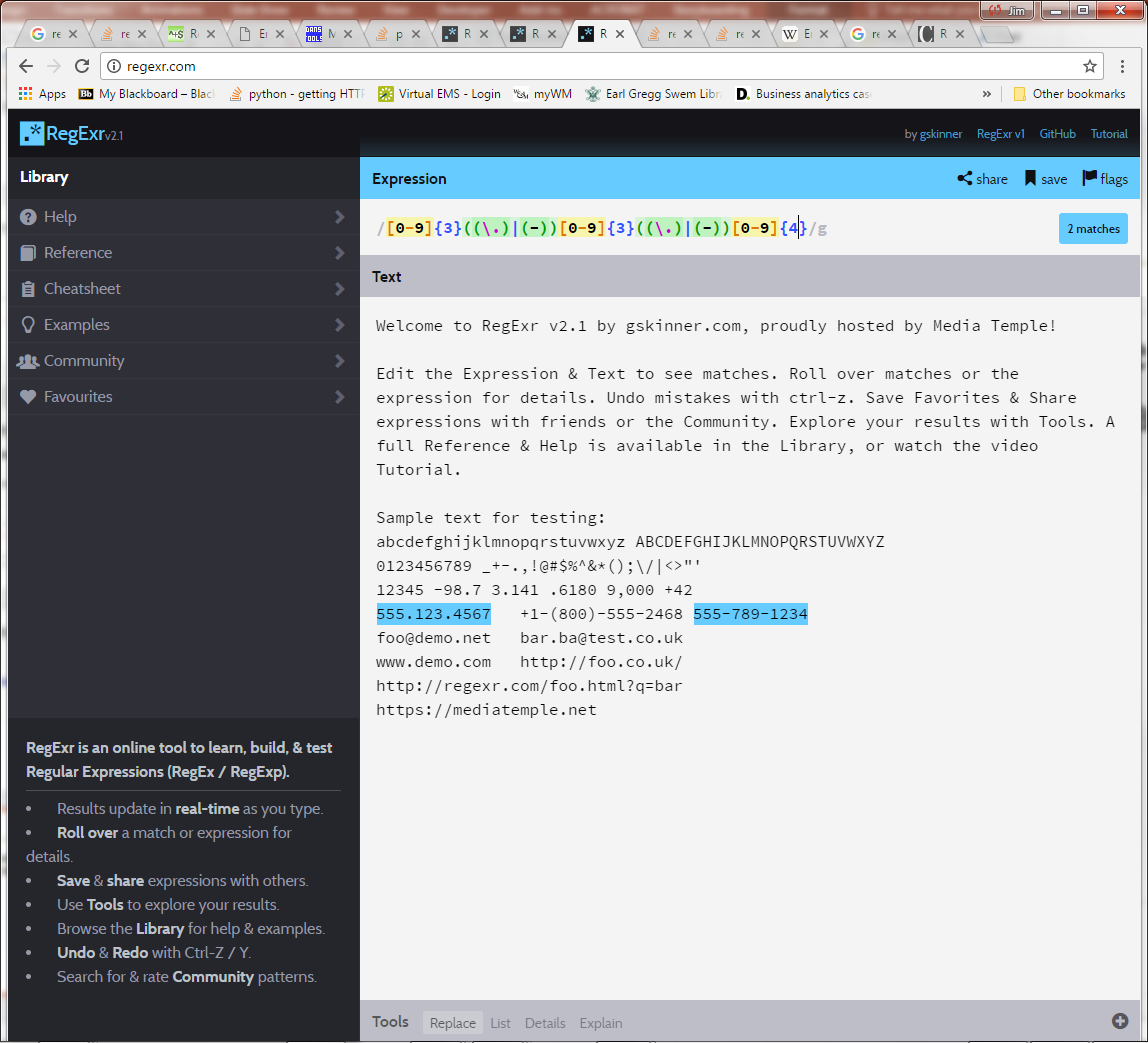 Jim
re
re
R
E
M
p
R
R
R
re
re
E
re
R
regexr.com
Apps
My Blackboard – Blac
python - getting HTT
Virtual EMS - Login
myWM
Earl Gregg Swem Libr
Business analytics cas
»
Other bookmarks
.* RegExr v2.1
by gskinner RegExr v1 GitHub Tutorial
Library
Help
Reference
Cheatsheet
Examples
Community
Favourites
RegExr is an online tool to learn, build, & test
Regular Expressions (RegEx / RegExp).
• Results update in real-time as you type.
• Roll over a match or expression for
details.
• Save & share expressions with others.
• Use Tools to explore your results.
• Browse the Library for help & examples.
• Undo & Redo with Ctrl-Z / Y.
• Search for & rate Community patterns.
Expression
share save flags
/[0-9]{3}((\.)|(-))[0-9]{3}((\.)|(-))[0-9]{4}/g
2 matches
Text
Welcome to RegExr v2.1 by gskinner.com, proudly hosted by Media Temple!
Edit the Expression & Text to see matches. Roll over matches or the
expression for details. Undo mistakes with ctrl-z. Save Favorites & Share
expressions with friends or the Community. Explore your results with Tools. A
full Reference & Help is available in the Library, or watch the video
Tutorial.
Sample text for testing:
abcdefghijklmnopqrstuvwxyz ABCDEFGHIJKLMNOPQRSTUVWXYZ
0123456789 _+-.,!@#$%^&*();\/|<>"'
12345 -98.7 3.141 .6180 9,000 +42
555.123.4567 +1-(800)-555-2468 555-789-1234
foo@demo.net bar.ba@test.co.uk
www.demo.com http://foo.co.uk/
http://regexr.com/foo.html?q=bar
https://mediatemple.net
Tools Replace List Details Explain